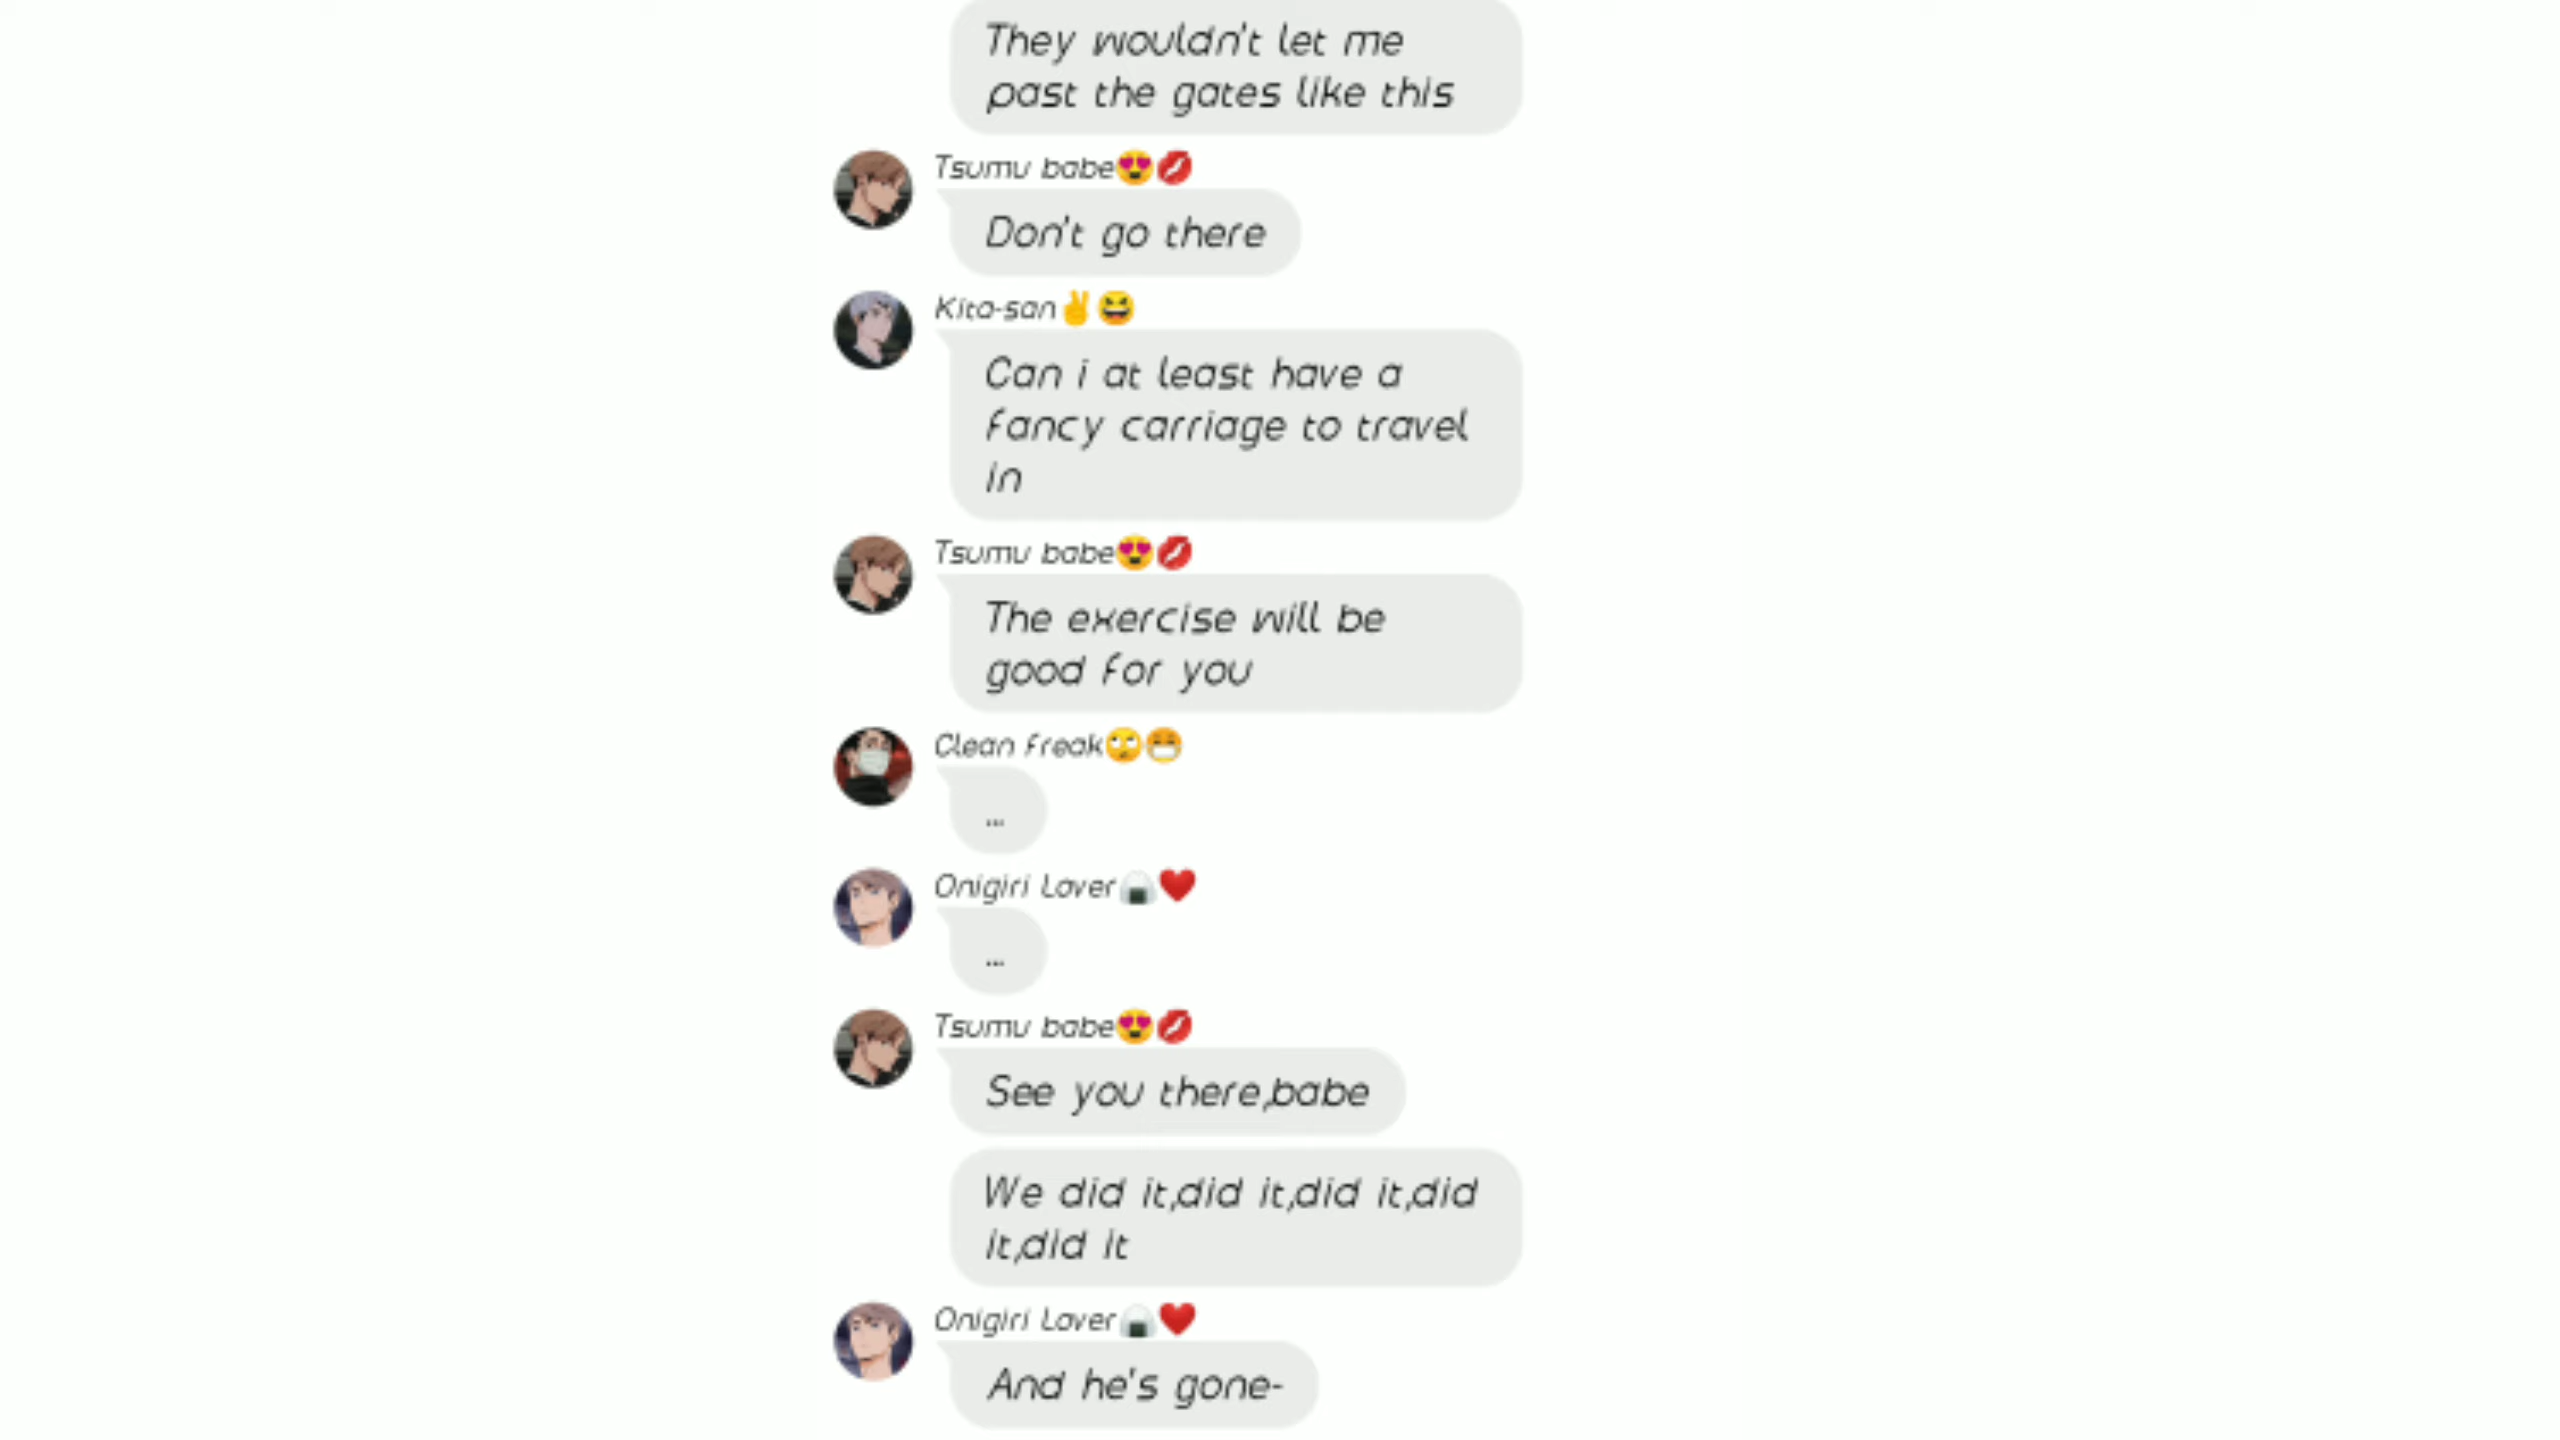 They wouldn't let me
past the gates like this
Tsumu babe😍💋
Don't go there
Kita-san✌️😆
Can i at least have a
fancy carriage to travel
in
Tsumu babe😍💋
The exercise will be
good for you
Clean freak🙄😷
...
Onigiri Lover🍙❤️
...
Tsumu babe😍💋
See you there,babe
We did it,did it,did it,did
it,did it
Onigiri Lover🍙❤️
And he's gone-